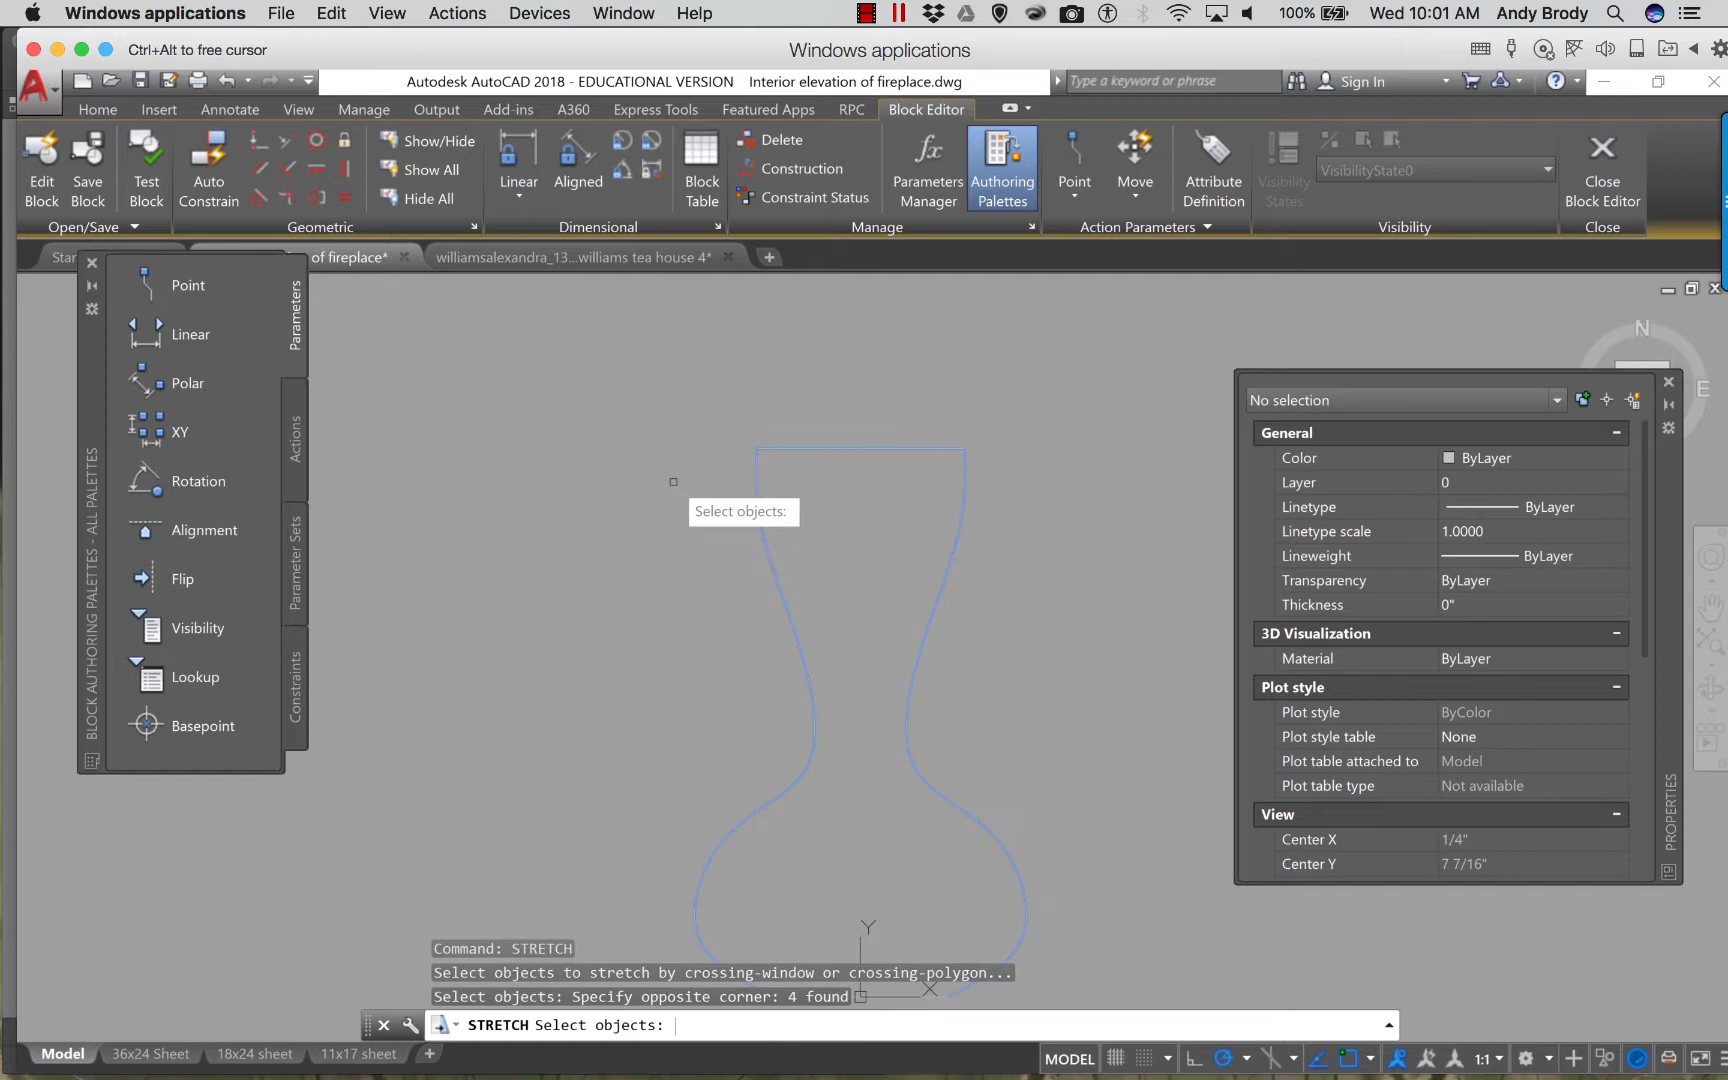 Windows applications File Edit View Actions Devices Window Help 100% Wed 10:01 AM Andy Brody
Ctrl+Alt to free cursor Windows applications
Autodesk AutoCAD 2018 - EDUCATIONAL VERSION Interior elevation of fireplace.dwg Type a keyword or phrase Sign In
Home Insert Annotate View Manage Output Add-ins A360 Express Tools Featured Apps RPC Block Editor
Edit Block
Save Block
Test Block
Auto Constrain
Show/Hide
Show All
Hide All
Linear
Aligned
Block Table
Delete
Construction
Constraint Status
fx
Parameters Manager
Authoring Palettes
Point
Move
Attribute Definition
Visibility States
VisibilityState0
Close Block Editor
Open/Save Geometric Dimensional Manage Action Parameters Visibility Close
Star of fireplace* williamsalexandra_13...williams tea house 4*
Point
Linear
Polar
XY
Rotation
Alignment
Flip
Visibility
Lookup
Basepoint
Parameters
Actions
Parameter Sets
Constraints
BLOCK AUTHORING PALETTES - ALL PALETTES
Select objects:
N
E
No selection
General
Color ByLayer
Layer 0
Linetype ByLayer
Linetype scale 1.0000
Lineweight ByLayer
Transparency ByLayer
Thickness 0"
3D Visualization
Material ByLayer
Plot style
Plot style ByColor
Plot style table None
Plot table attached to Model
Plot table type Not available
View
Center X 1/4"
Center Y 7 7/16"
PROPERTIES
Y
X
Command: STRETCH
Select objects to stretch by crossing-window or crossing-polygon...
Select objects: Specify opposite corner: 4 found
STRETCH Select objects:
Model 36x24 Sheet 18x24 sheet 11x17 sheet
MODEL 1:1